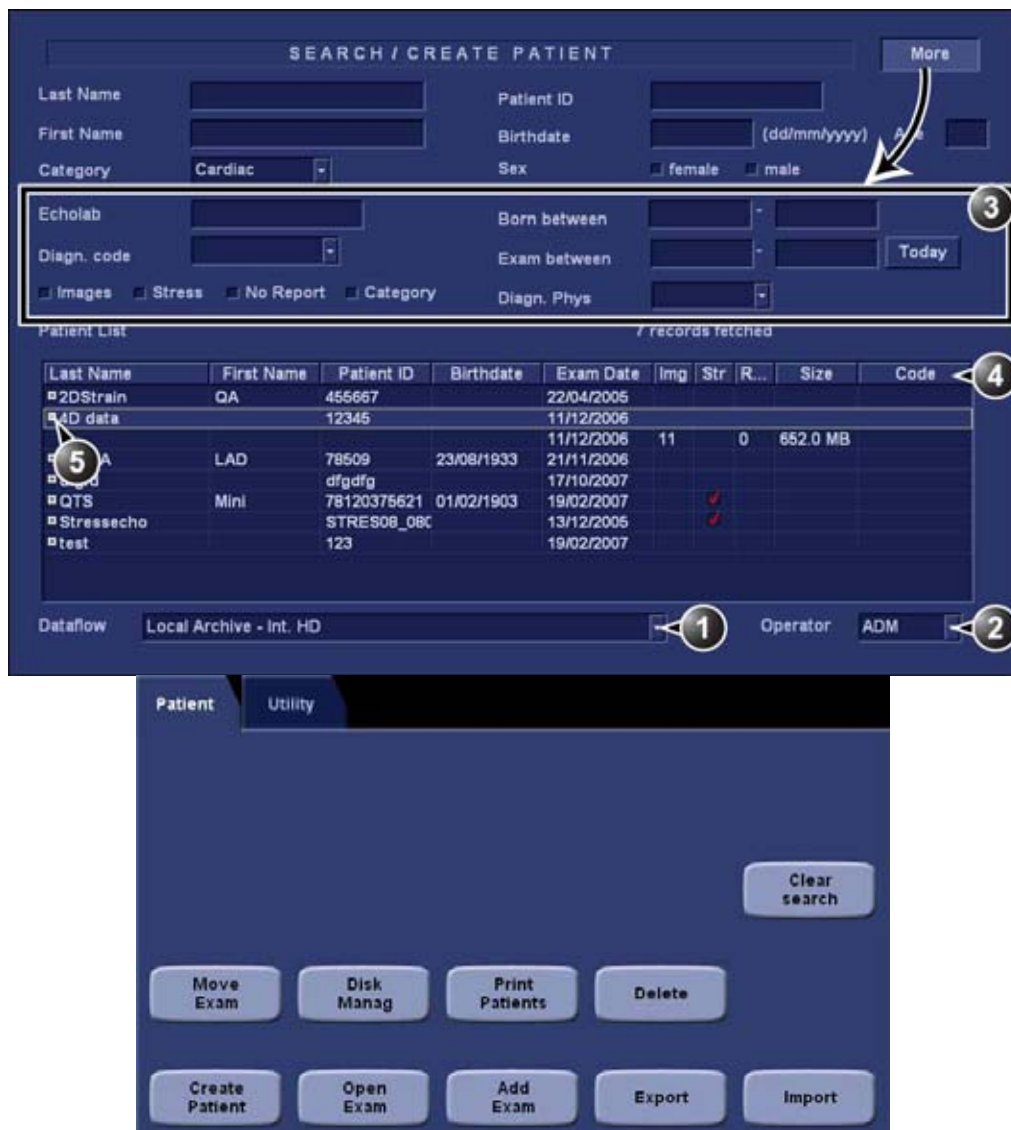 SEARCH / CREATE PATIENT More
Last Name Patient ID
First Name Birthdate (dd/mm/yyyy)
Category Cardiac Sex female male
Echolab Born between - 3
Diagn. code Exam between - Today
Images Stress No Report Category Diagn. Phys
Patient List 7 records fetched
Last Name First Name Patient ID Birthdate Exam Date Img Str R... Size Code 4
2DStrain QA 455667 22/04/2005
4D data 12345 11/12/2006
11/12/2006 11 0 652.0 MB
5 LAD 78509 23/08/1933 21/11/2006
dfgdfg 17/10/2007
QTS Mini 78120375621 01/02/1903 19/02/2007
Stressecho STRES08_080 13/12/2005
test 123 19/02/2007
Dataflow Local Archive - Int. HD 1 Operator ADM 2
Patient Utility
Clear search
Move Exam Disk Manag Print Patients Delete
Create Patient Open Exam Add Exam Export Import